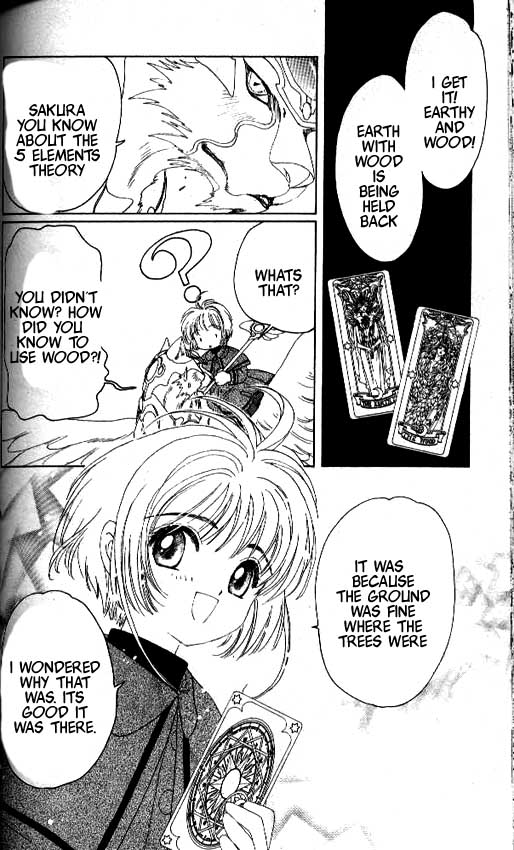 I GET
IT!
EARTHY
AND
WOOD!
EARTH
WITH
WOOD
IS
BEING
HELD
BACK
SAKURA
YOU KNOW
ABOUT THE
5 ELEMENTS
THEORY
WHATS
THAT?
?
YOU DIDN'T
KNOW? HOW
DID YOU
KNOW TO
USE WOOD?!
IT WAS
BECAUSE
THE GROUND
WAS FINE
WHERE THE
TREES WERE
I WONDERED
WHY THAT
WAS. ITS
GOOD IT
WAS THERE.